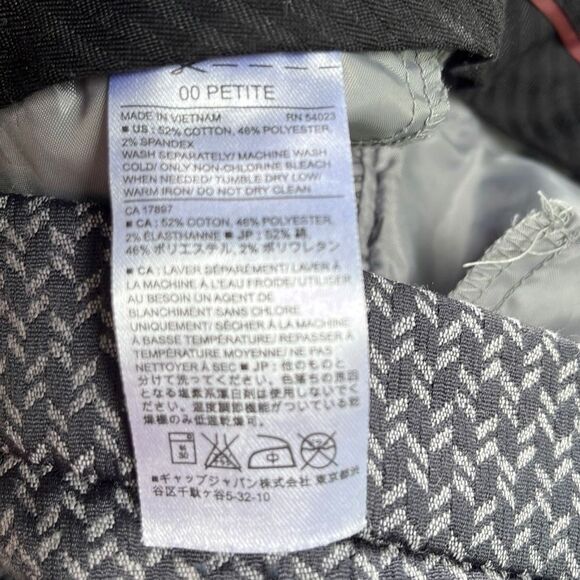 00 PETITE
MADE IN VIETNAM RN 54023
■ US : 52% COTTON, 46% POLYESTER,
2% SPANDEX
WASH SEPARATELY/ MACHINE WASH
COLD/ ONLY NON-CHLORINE BLEACH
WHEN NEEDED/ TUMBLE DRY LOW/
WARM IRON/ DO NOT DRY CLEAN
CA 17897
■ CA : 52% COTON, 46% POLYESTER,
2% ÉLASTHANNE ■ JP : 52% 綿,
46% ポリエステル, 2% ポリウレタン
■ CA : LAVER SÉPARÉMENT/ LAVER À
LA MACHINE À L'EAU FROIDE/ UTILISER
AU BESOIN UN AGENT DE
BLANCHIMENT SANS CHLORE
UNIQUEMENT/ SÉCHER À LA MACHINE
À BASSE TEMPÉRATURE/ REPASSER À
TEMPÉRATURE MOYENNE/ NE PAS
NETTOYER À SEC ■ JP : 他のものと
分けて洗ってください。色落ちの原因
となる塩素系漂白剤は使用しないでく
ださい。温度調節機能がついている乾
燥機のみ低温乾燥可。
■ギャップジャパン株式会社 東京都渋
谷区千駄ヶ谷5-32-10